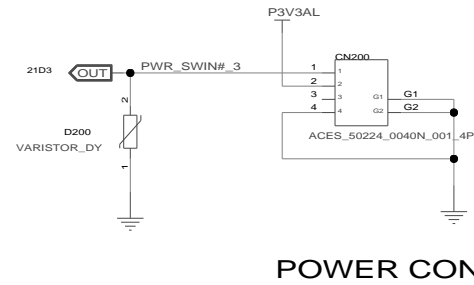 P3V3AL
21D3 OUT PWR_SWIN#_3
CN200
1 1
2 2
3 3 G1 G1
4 4 G2 G2
2
D200
VARISTOR_DY
1
ACES_50224_0040N_001_4P
POWER CON